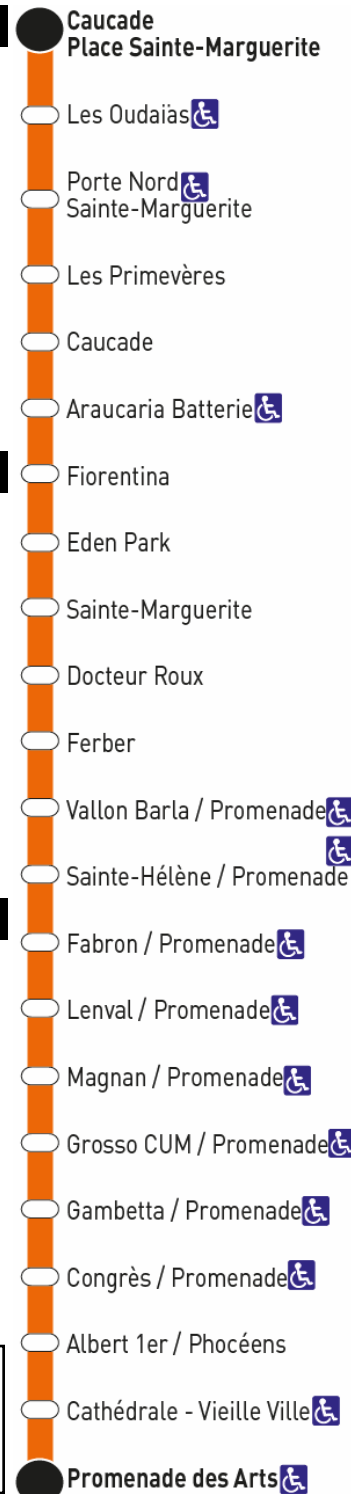 Caucade
Place Sainte-Marguerite
Les Oudaïas
Porte Nord
Sainte-Marguerite
Les Primevères
Caucade
Araucaria Batterie
Fiorentina
Eden Park
Sainte-Marguerite
Docteur Roux
Ferber
Vallon Barla / Promenade
Sainte-Hélène / Promenade
Fabron / Promenade
Lenval / Promenade
Magnan / Promenade
Grosso CUM / Promenade
Gambetta / Promenade
Congrès / Promenade
Albert 1er / Phocéens
Cathédrale - Vieille Ville
Promenade des Arts